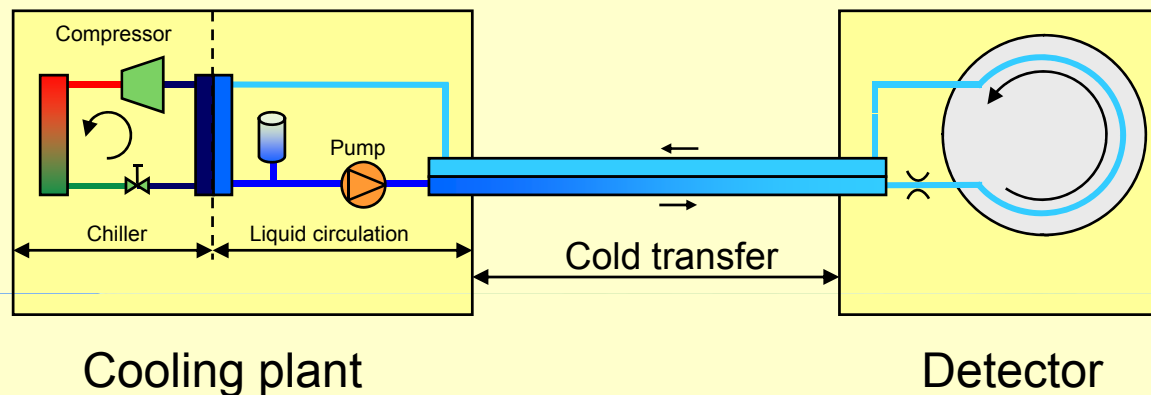 Compressor
Pump
Chiller
Liquid circulation
Cold transfer
Cooling plant
Detector